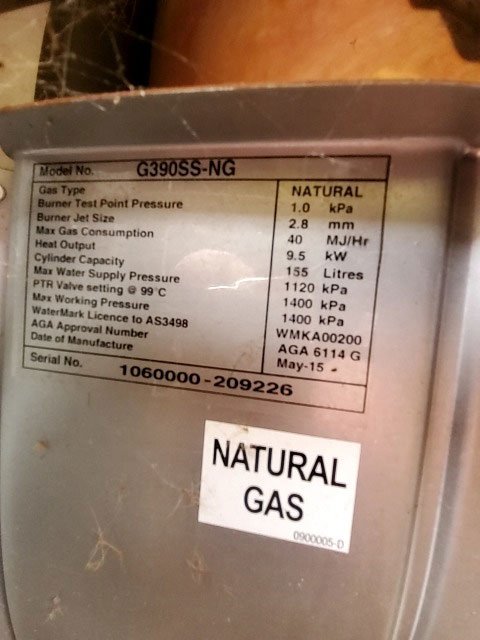 Model No. G390SS-NG
Gas Type NATURAL
Burner Test Point Pressure 1.0 kPa
Burner Jet Size 2.8 mm
Max Gas Consumption 40 MJ/Hr
Heat Output 9.5 kW
Cylinder Capacity 155 Litres
Max Water Supply Pressure 1120 kPa
PTR Valve setting @ 99°C 1400 kPa
Max Working Pressure 1400 kPa
WaterMark Licence to AS3498 WMKA00200
AGA Approval Number AGA 6114 G
Date of Manufacture May-15
Serial No. 1060000-209226
NATURAL
GAS
0900005-D